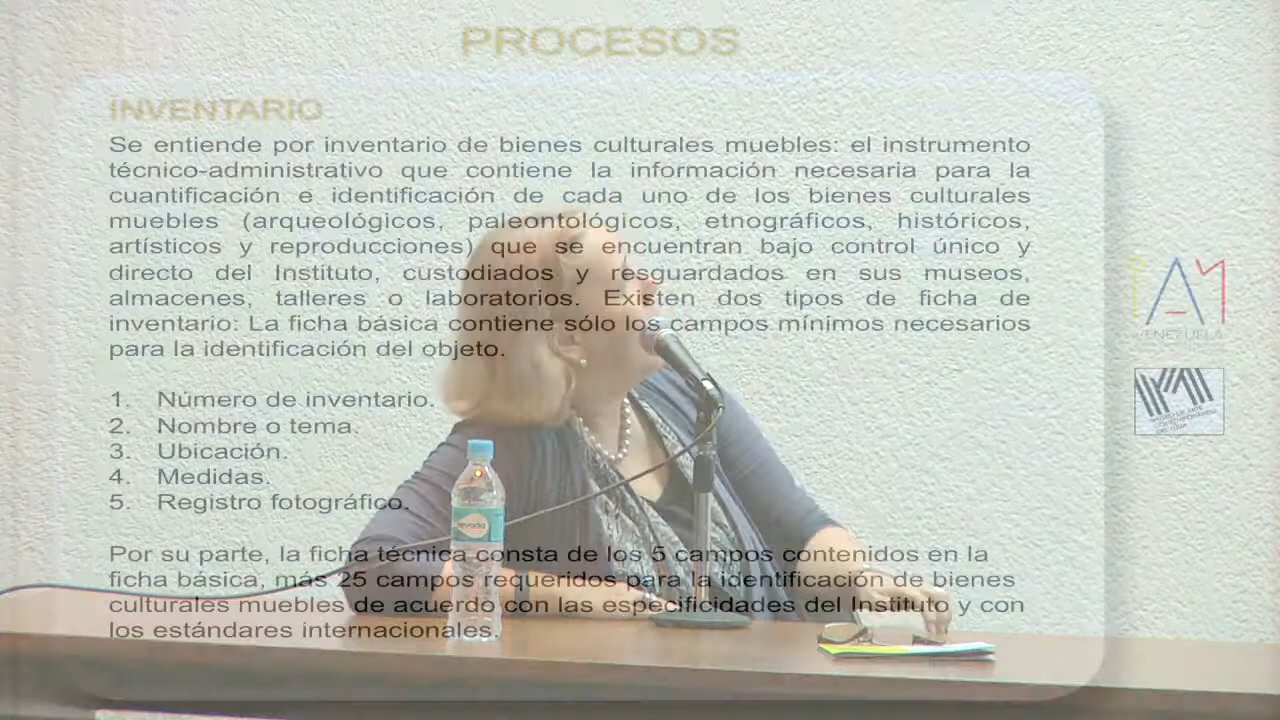 PROCESOS
INVENTARIO
Se entiende por inventario de bienes culturales muebles: el instrumento
técnico-administrativo que contiene la información necesaria para la
cuantificación e identificación de cada uno de los bienes culturales
muebles (arqueológicos, paleontológicos, etnográficos, históricos,
artísticos y reproducciones) que se encuentran bajo control único y
directo del Instituto, custodiados y resguardados en sus museos,
almacenes, talleres o laboratorios. Existen dos tipos de ficha de
inventario: La ficha básica contiene sólo los campos mínimos necesarios
para la identificación del objeto.
1. Número de inventario.
2. Nombre o tema.
3. Ubicación.
4. Medidas.
5. Registro fotográfico.
Por su parte, la ficha técnica consta de los 5 campos contenidos en la
ficha básica, más 25 campos requeridos para la identificación de bienes
culturales muebles de acuerdo con las especificidades del Instituto y con
los estándares internacionales.
IAM
VENEZUELA